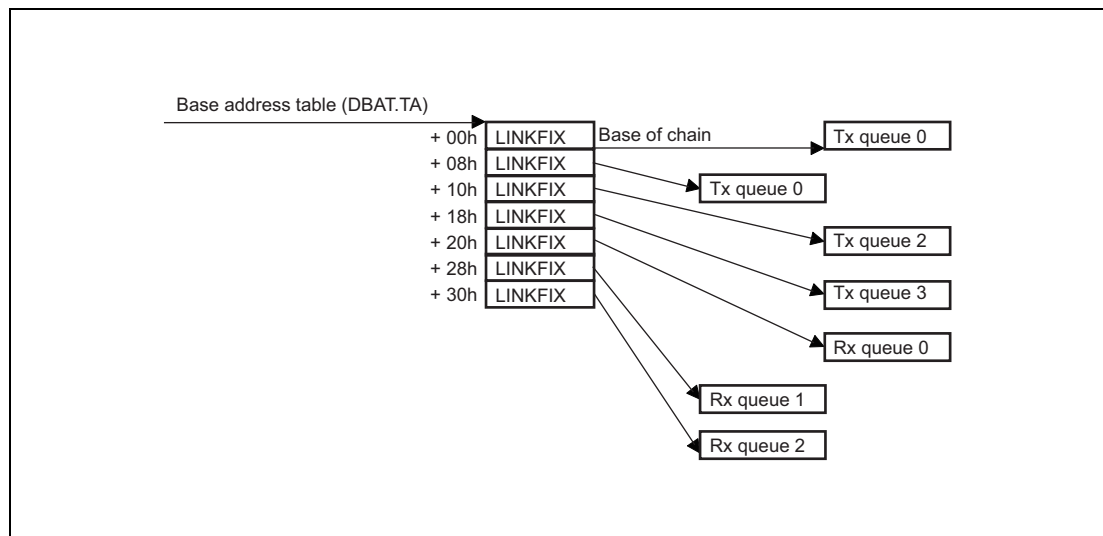 Base address table (DBAT.TA)
+ 00h LINKFIX Base of chain Tx queue 0
+ 08h LINKFIX
+ 10h LINKFIX Tx queue 0
+ 18h LINKFIX
+ 20h LINKFIX Tx queue 2
+ 28h LINKFIX
+ 30h LINKFIX Tx queue 3
Rx queue 0
Rx queue 1
Rx queue 2